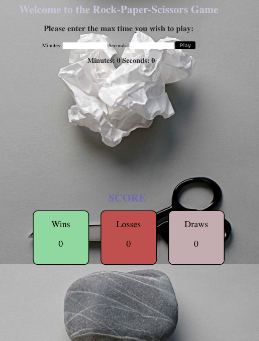 Welcome to the Rock-Paper-Scissors Game
Please enter the max time you wish to play:
Minutes: Seconds: Play
Minutes: 0 Seconds: 0
SCORE
Wins Losses Draws
0 0 0